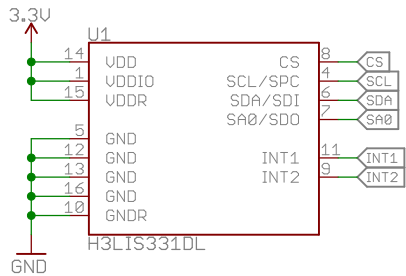 3.3V
U1
14 VDD CS 8 CS
1 VDDIO SCL/SPC 4 SCL
15 VDDR SDA/SDI 6 SDA
SA0/SDO 7 SA0
5 GND
12 GND INT1 11 INT1
13 GND INT2 9 INT2
16 GND
10 GNDR
H3LIS331DL
GND